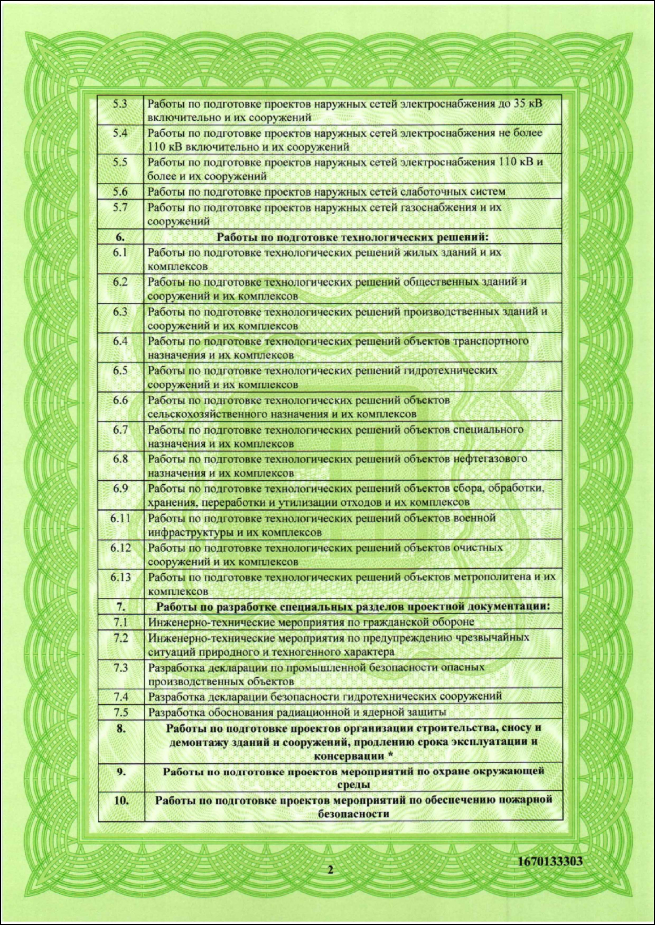 5.3 Работы по подготовке проектов наружных сетей электроснабжения до 35 кВ
включительно и их сооружений
5.4 Работы по подготовке проектов наружных сетей электроснабжения не более
110 кВ включительно и их сооружений
5.5 Работы по подготовке проектов наружных сетей электроснабжения 110 кВ и
более и их сооружений
5.6 Работы по подготовке проектов наружных сетей слаботочных систем
5.7 Работы по подготовке проектов наружных сетей газоснабжения и их
сооружений
6. Работы по подготовке технологических решений:
6.1 Работы по подготовке технологических решений жилых зданий и их
комплексов
6.2 Работы по подготовке технологических решений общественных зданий и
сооружений и их комплексов
6.3 Работы по подготовке технологических решений производственных зданий и
сооружений и их комплексов
6.4 Работы по подготовке технологических решений объектов транспортного
назначения и их комплексов
6.5 Работы по подготовке технологических решений гидротехнических
сооружений и их комплексов
6.6 Работы по подготовке технологических решений объектов
сельскохозяйственного назначения и их комплексов
6.7 Работы по подготовке технологических решений объектов специального
назначения и их комплексов
6.8 Работы по подготовке технологических решений объектов нефтегазового
назначения и их комплексов
6.9 Работы по подготовке технологических решений объектов сбора, обработки,
хранения, переработки и утилизации отходов и их комплексов
6.11 Работы по подготовке технологических решений объектов военной
инфраструктуры и их комплексов
6.12 Работы по подготовке технологических решений объектов очистных
сооружений и их комплексов
6.13 Работы по подготовке технологических решений объектов метрополитена и их
комплексов
7. Работы по разработке специальных разделов проектной документации:
7.1 Инженерно-технические мероприятия по гражданской обороне
7.2 Инженерно-технические мероприятия по предупреждению чрезвычайных
ситуаций природного и техногенного характера
7.3 Разработка декларации по промышленной безопасности опасных
производственных объектов
7.4 Разработка декларации безопасности гидротехнических сооружений
7.5 Разработка обоснования радиационной и ядерной защиты
8. Работы по подготовке проектов организации строительства, сносу и
демонтажу зданий и сооружений, продлению срока эксплуатации и
консервации *
9. Работы по подготовке проектов мероприятий по охране окружающей
среды
10. Работы по подготовке проектов мероприятий по обеспечению пожарной
безопасности
1670133303
2